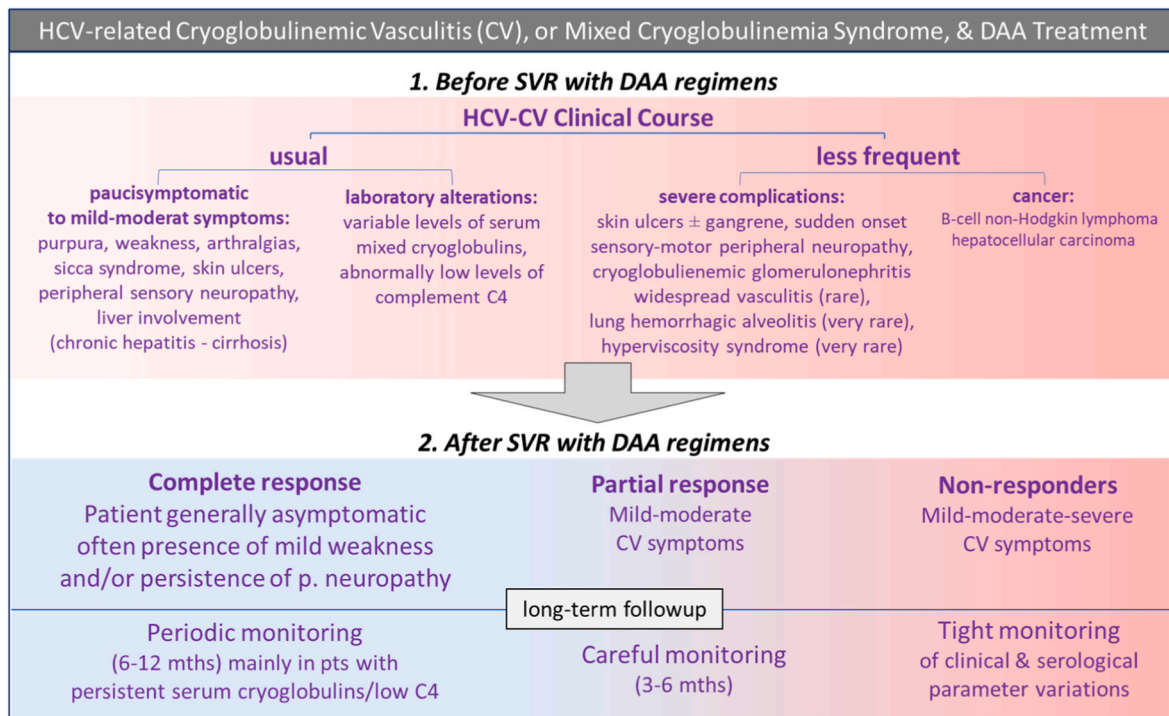 HCV-related Cryoglobulinemic Vasculitis (CV), or Mixed Cryoglobulinemia Syndrome, & DAA Treatment
1. Before SVR with DAA regimens
HCV-CV Clinical Course
usual
paucisymptomatic
to mild-moderat symptoms:
purpura, weakness, arthralgias,
sicca syndrome, skin ulcers,
peripheral sensory neuropathy,
liver involvement
(chronic hepatitis - cirrhosis)
laboratory alterations:
variable levels of serum
mixed cryoglobulins,
abnormally low levels of
complement C4
less frequent
severe complications:
skin ulcers ± gangrene, sudden onset
sensory-motor peripheral neuropathy,
cryoglobulienemic glomerulonephritis
widespread vasculitis (rare),
lung hemorrhagic alveolitis (very rare),
hyperviscosity syndrome (very rare)
cancer:
B-cell non-Hodgkin lymphoma
hepatocellular carcinoma
2. After SVR with DAA regimens
Complete response
Patient generally asymptomatic
often presence of mild weakness
and/or persistence of p. neuropathy
Partial response
Mild-moderate
CV symptoms
Non-responders
Mild-moderate-severe
CV symptoms
long-term followup
Periodic monitoring
(6-12 mths) mainly in pts with
persistent serum cryoglobulins/low C4
Careful monitoring
(3-6 mths)
Tight monitoring
of clinical & serological
parameter variations